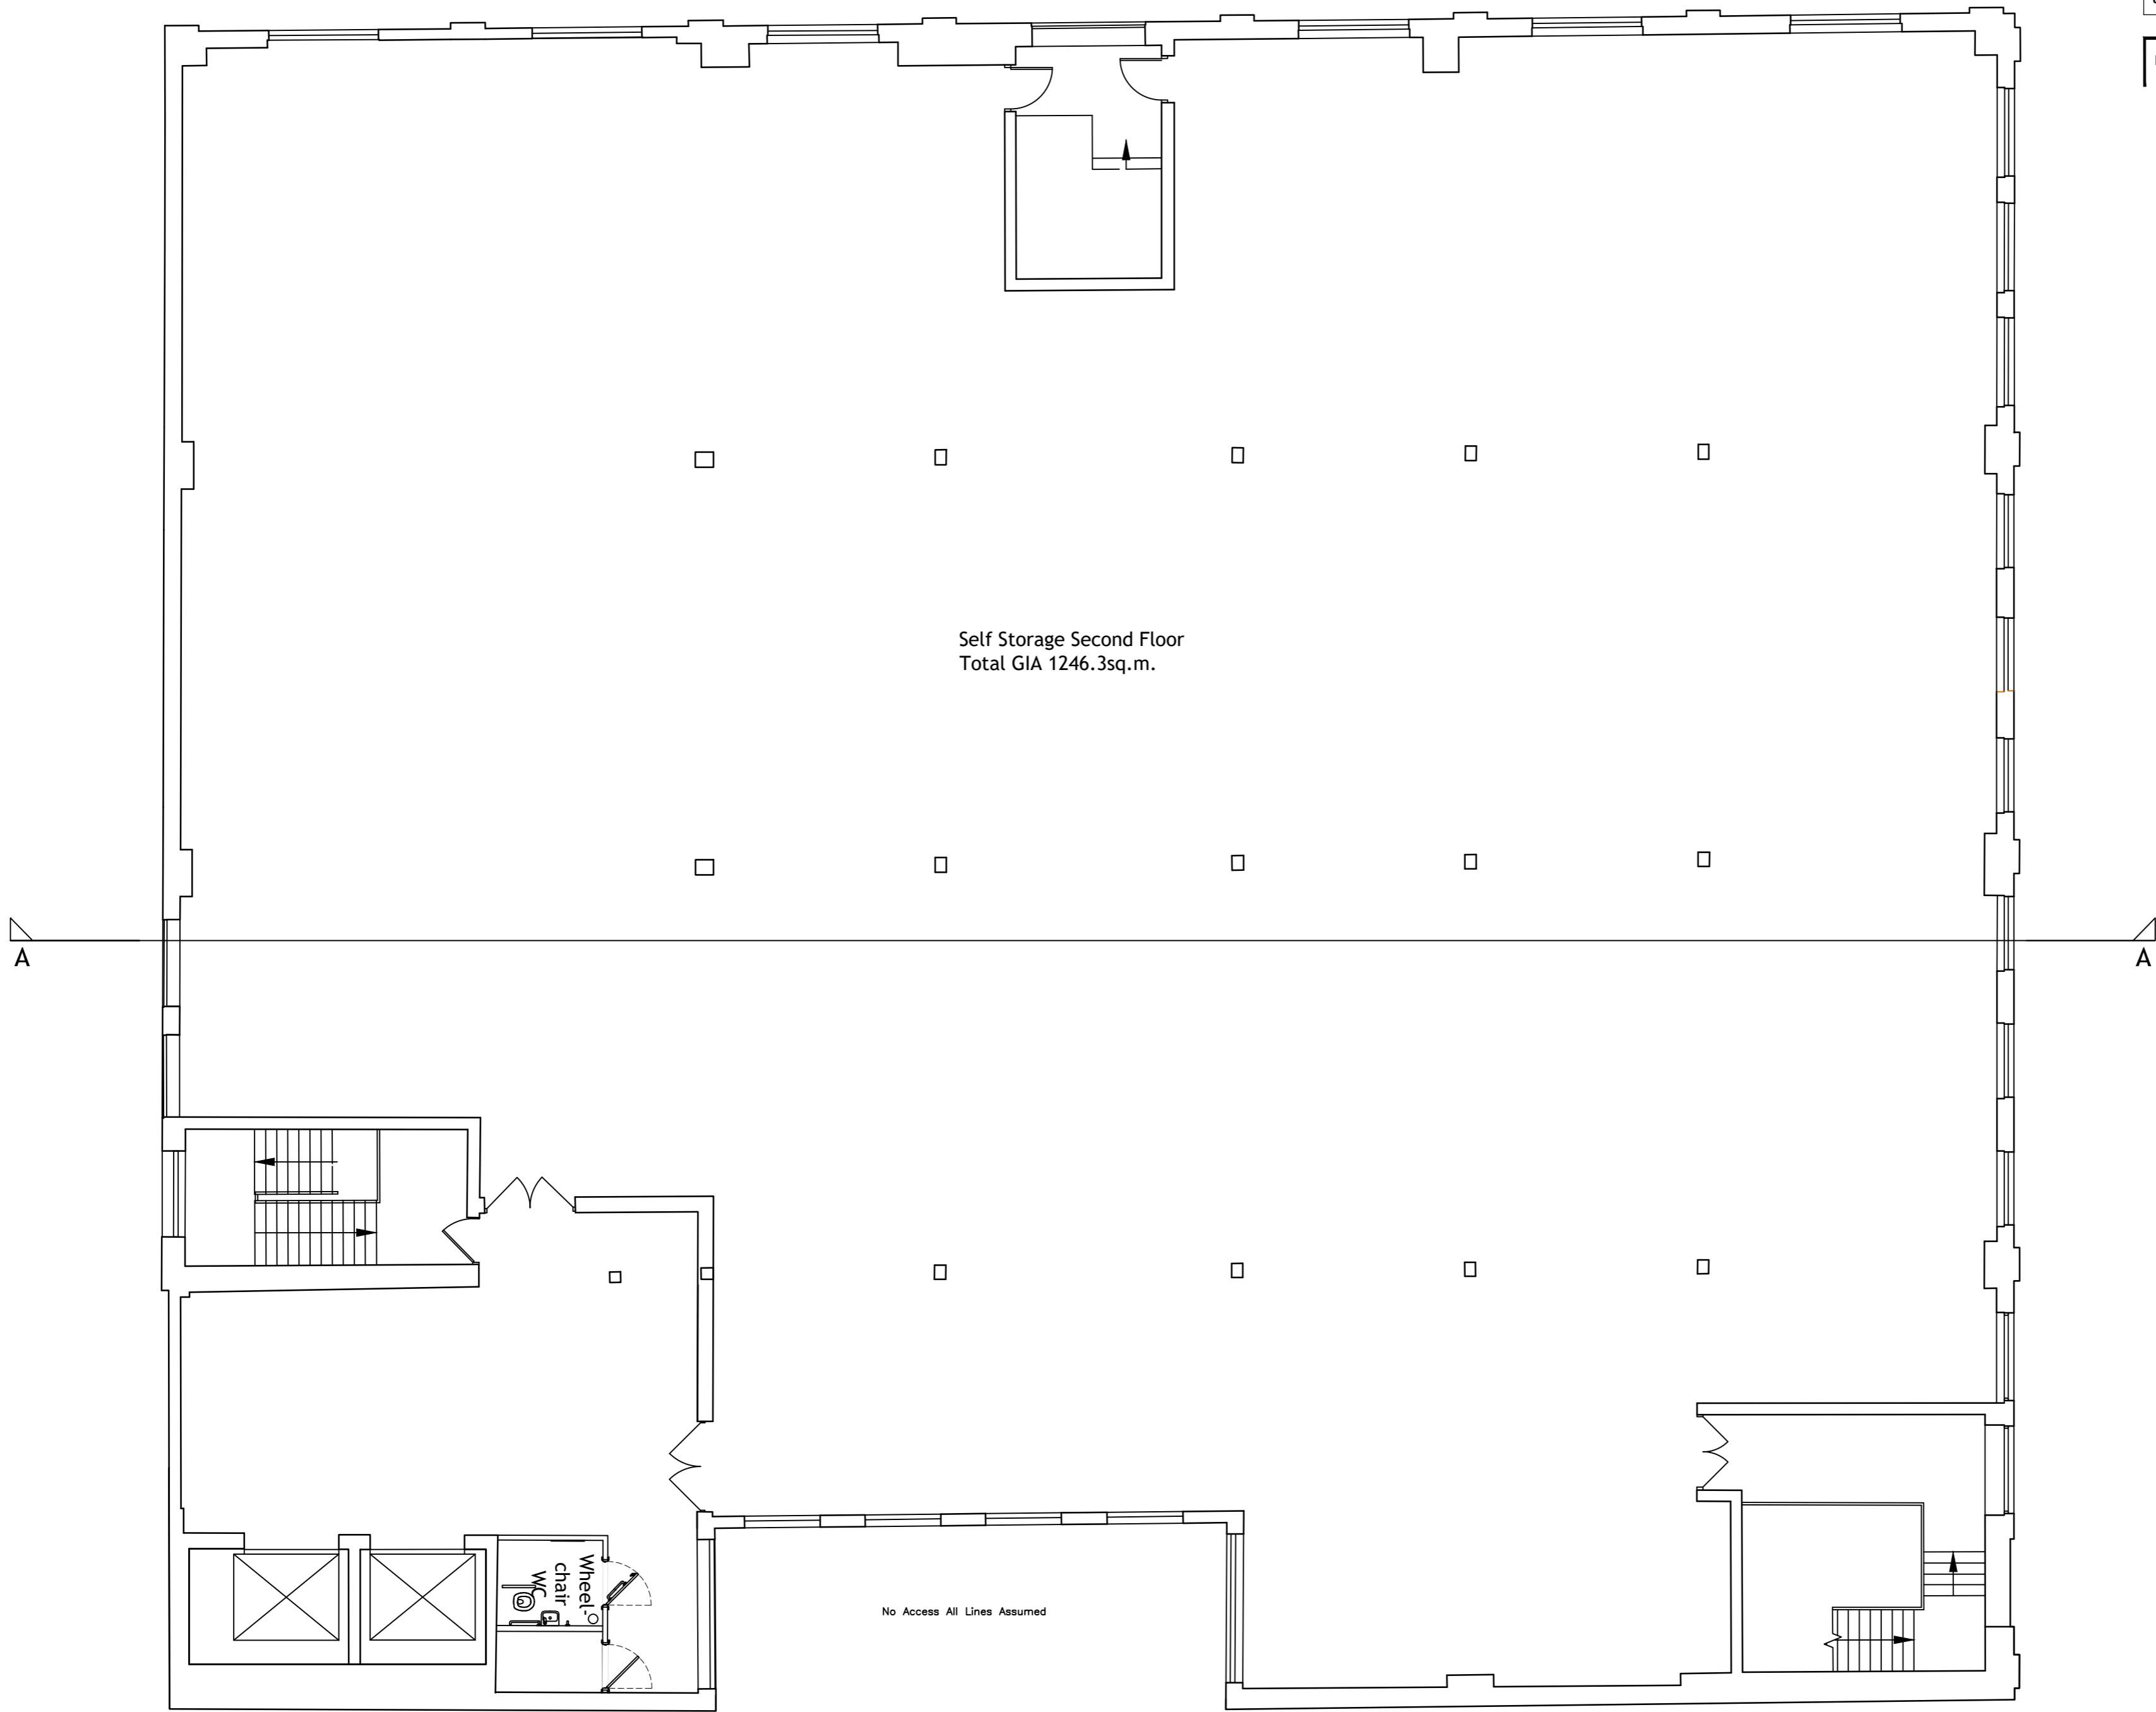 Self Storage Second Floor
Total GIA 1246.3sq.m.
A
A
Wheel-
chair
WC
No Access All Lines Assumed